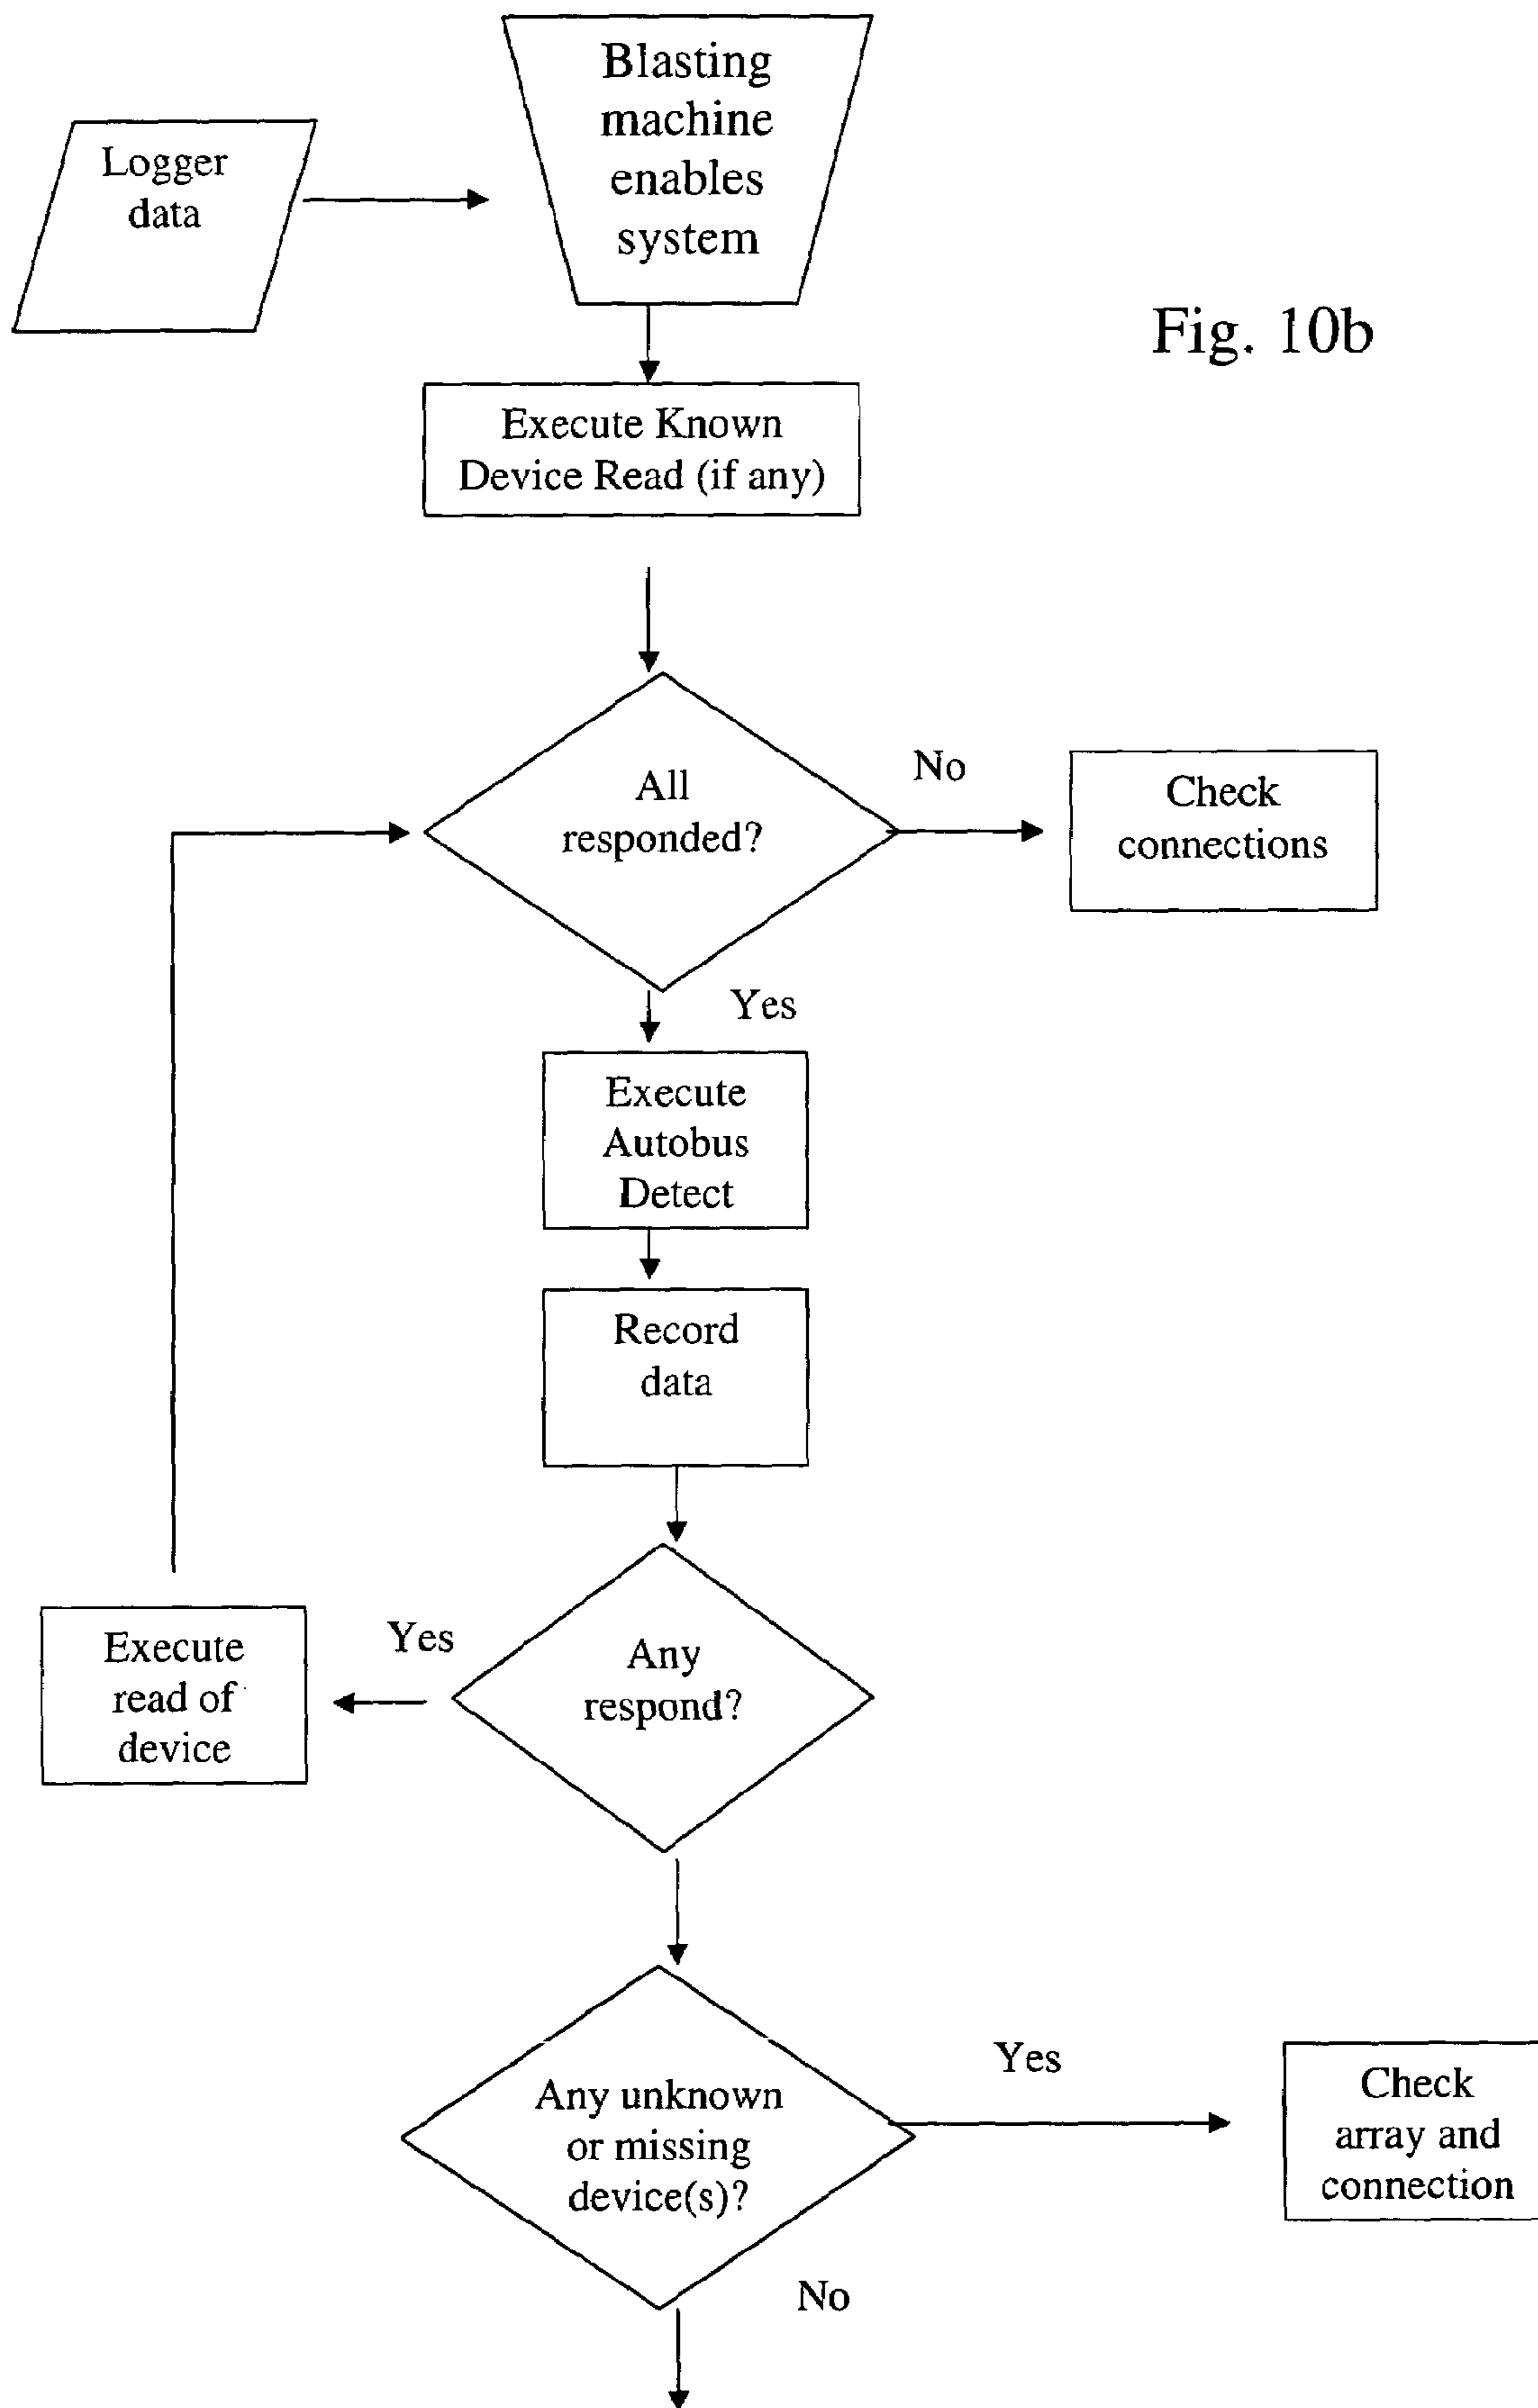 Blasting
machine
enables
system
Logger
data
Fig. 10b
Execute Known
Device Read (if any)
All
responded?
No
Check
connections
Yes
Execute
Autobus
Detect
Record
data
Any
respond?
Yes
Execute
read of
device
Any unknown
or missing
device(s)?
Yes
Check
array and
connection
No